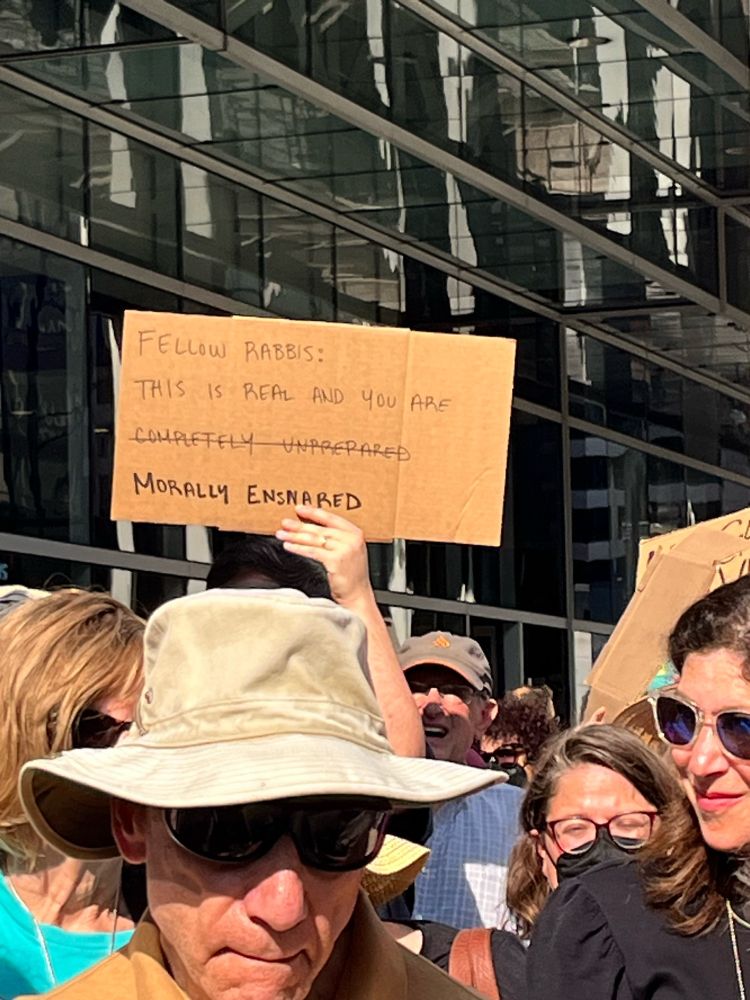 FELLOW RABBIS:
THIS IS REAL AND YOU ARE
COMPLETELY UNPREPARED
MORALLY ENSNARED